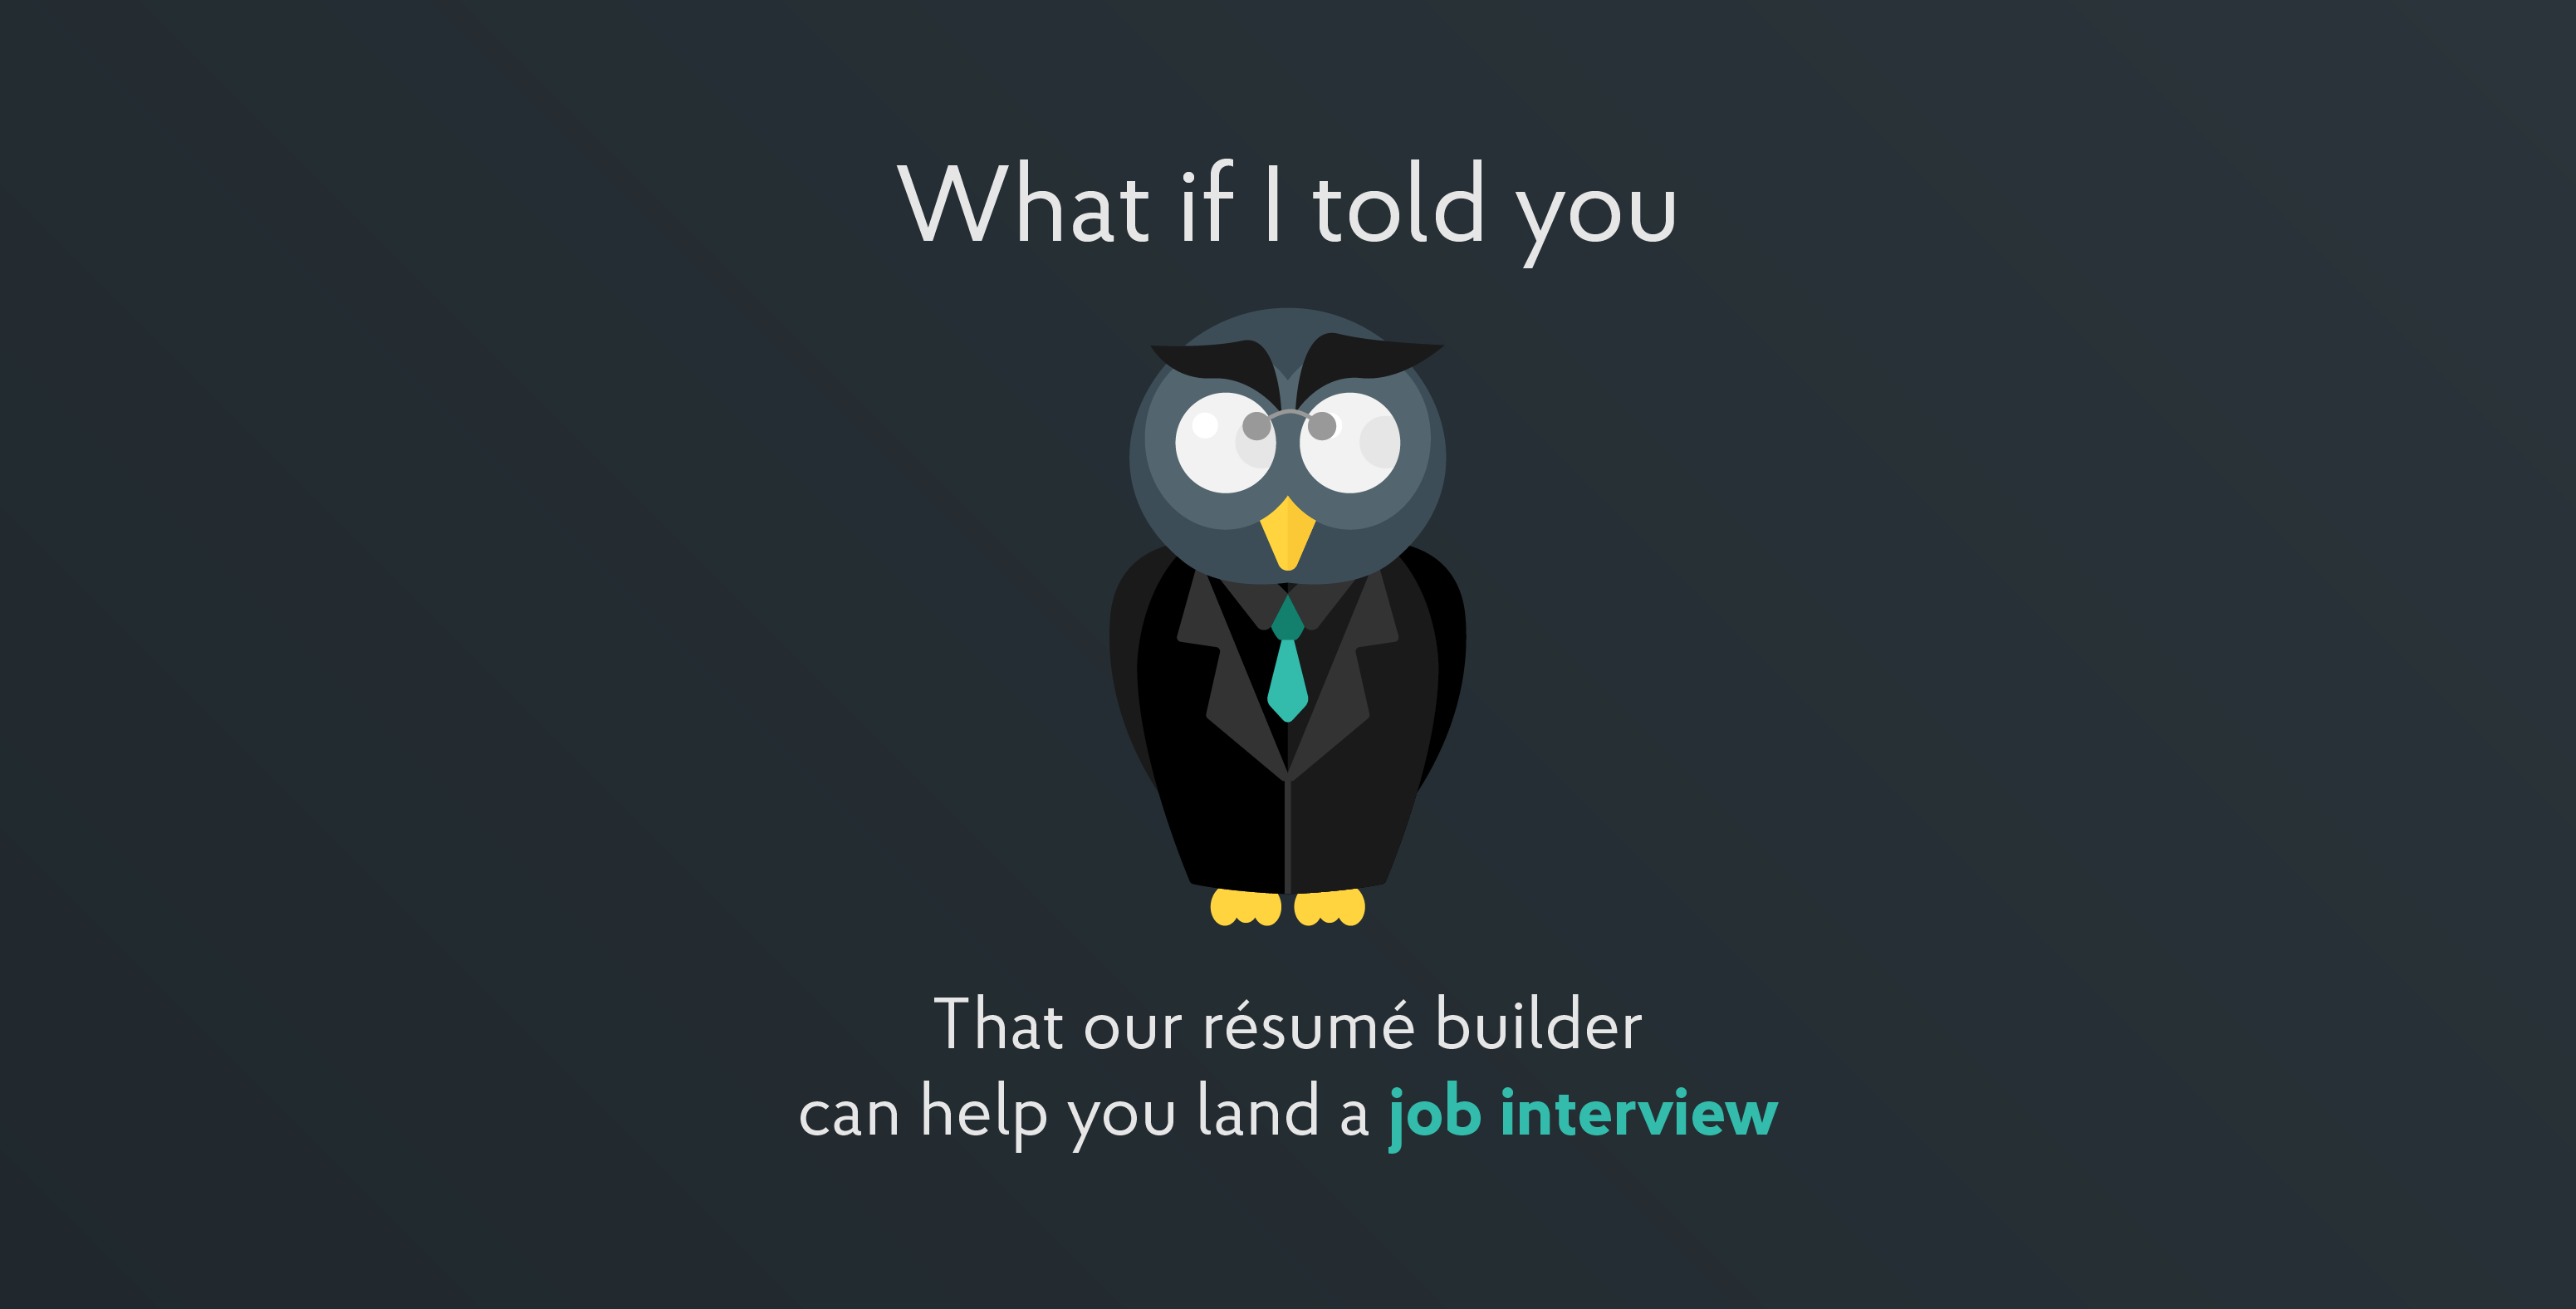 What if I told you
That our résumé builder
can help you land a job interview